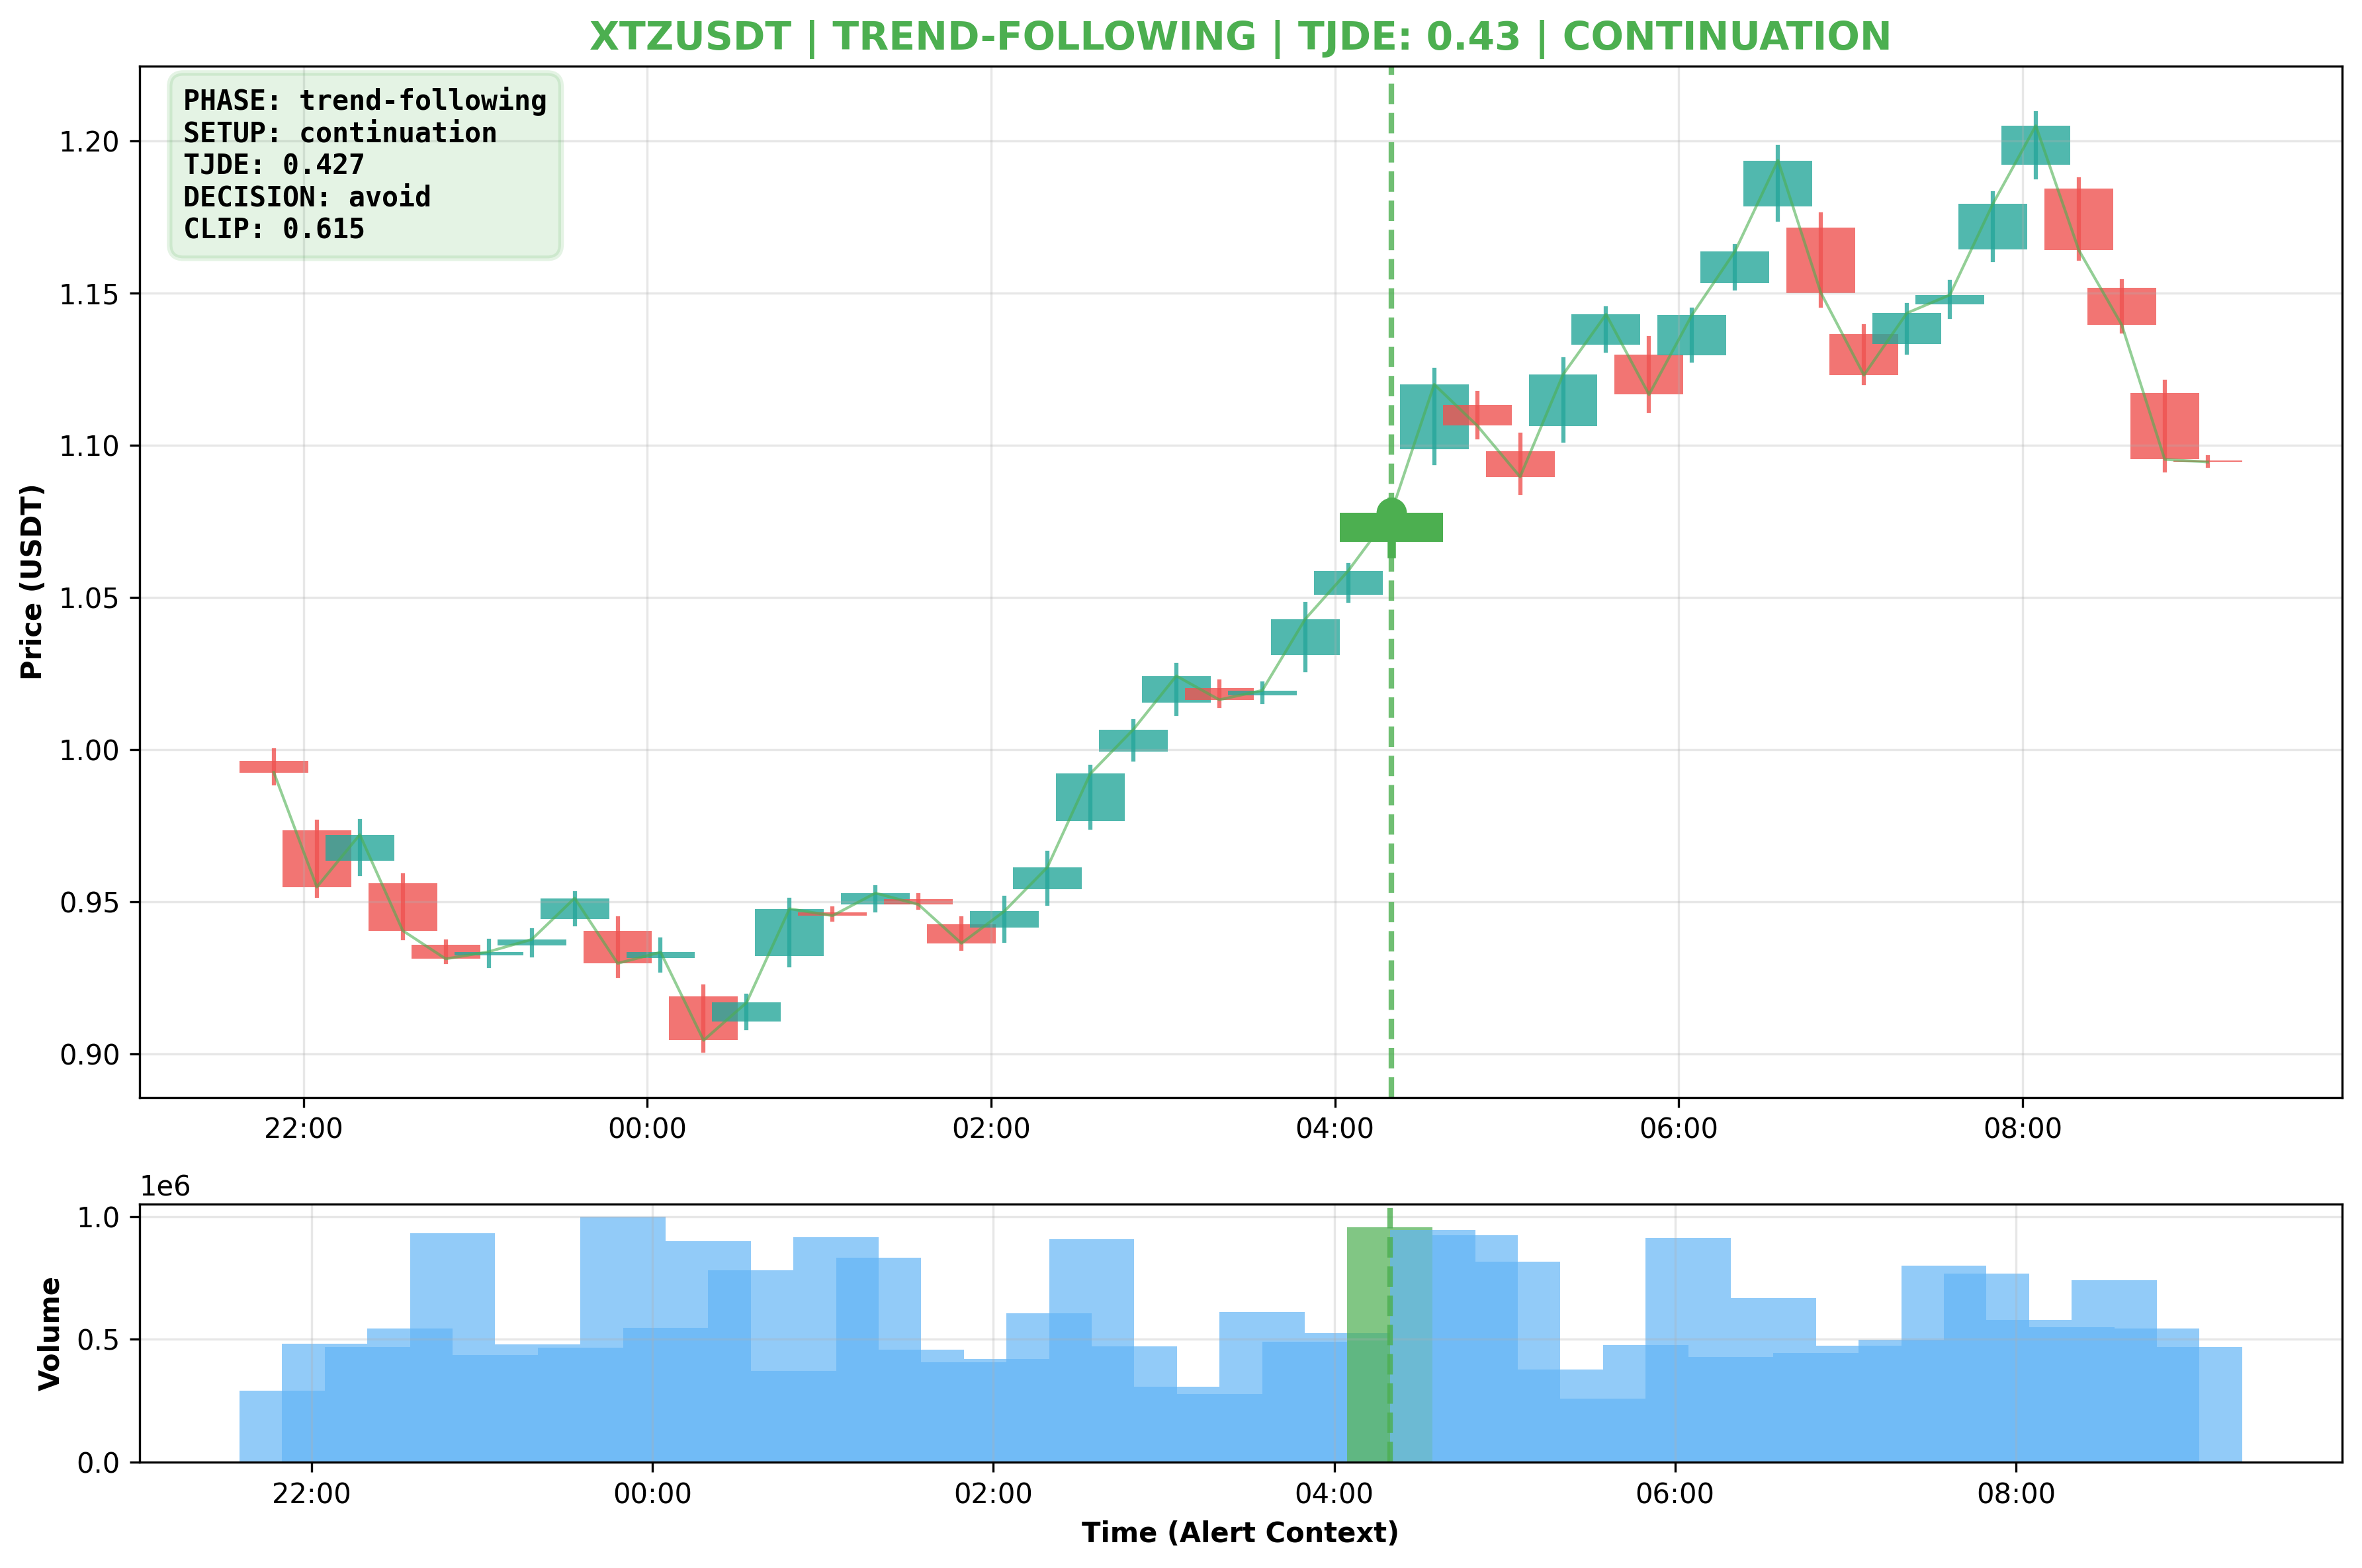 XTZUSDT | TREND-FOLLOWING | TJDE: 0.43 | CONTINUATION
PHASE: trend-following
SETUP: continuation
TJDE: 0.427
DECISION: avoid
CLIP: 0.615
Price (USDT)
1.20
1.15
1.10
1.05
1.00
0.95
0.90
22:00 00:00 02:00 04:00 06:00 08:00
1e6
Volume
1.0
0.5
0.0
22:00 00:00 02:00 04:00 06:00 08:00
Time (Alert Context)